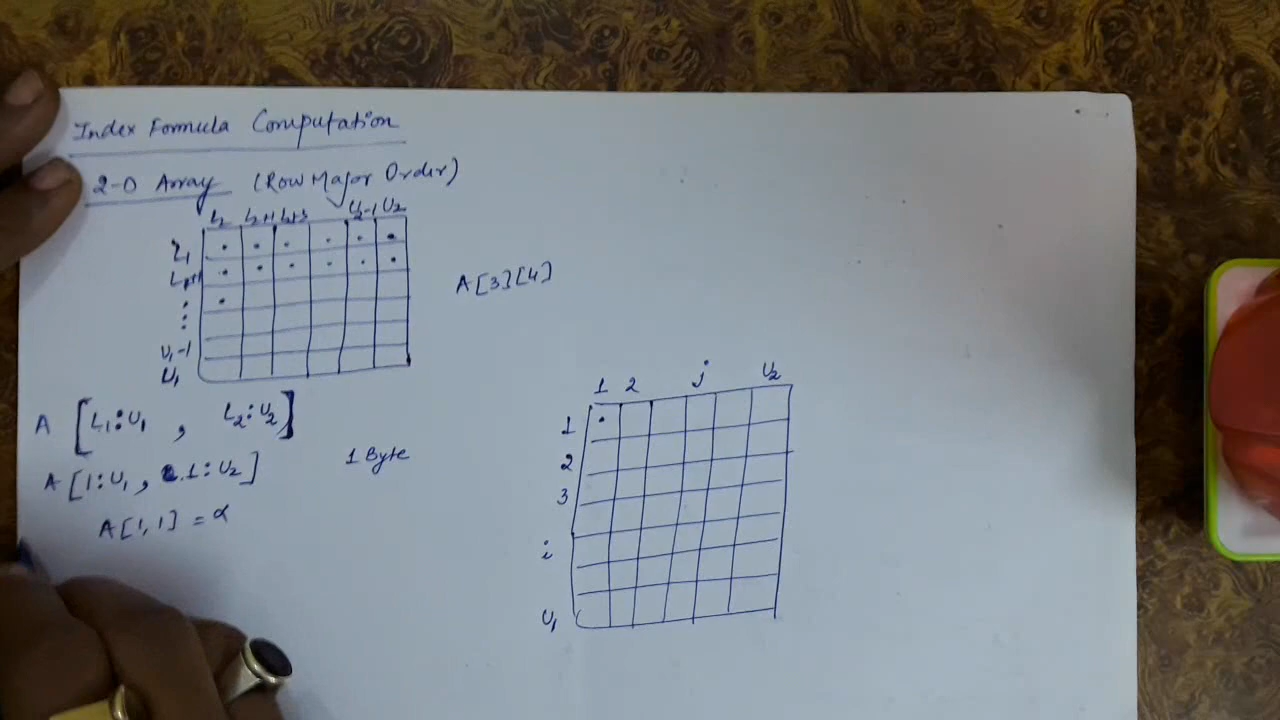 Index Formula Computation
2-D Array (Row Major Order)
L2 L2+1 L+3 U2-1 U2
L1
L1+1
U1-1
U1
A[3][4]
A [L1:U1, L2:U2]
A[1:U1, 1:U2]
1 Byte
A[1,1] = α
1 2 j U2
1
2
3
i
U1